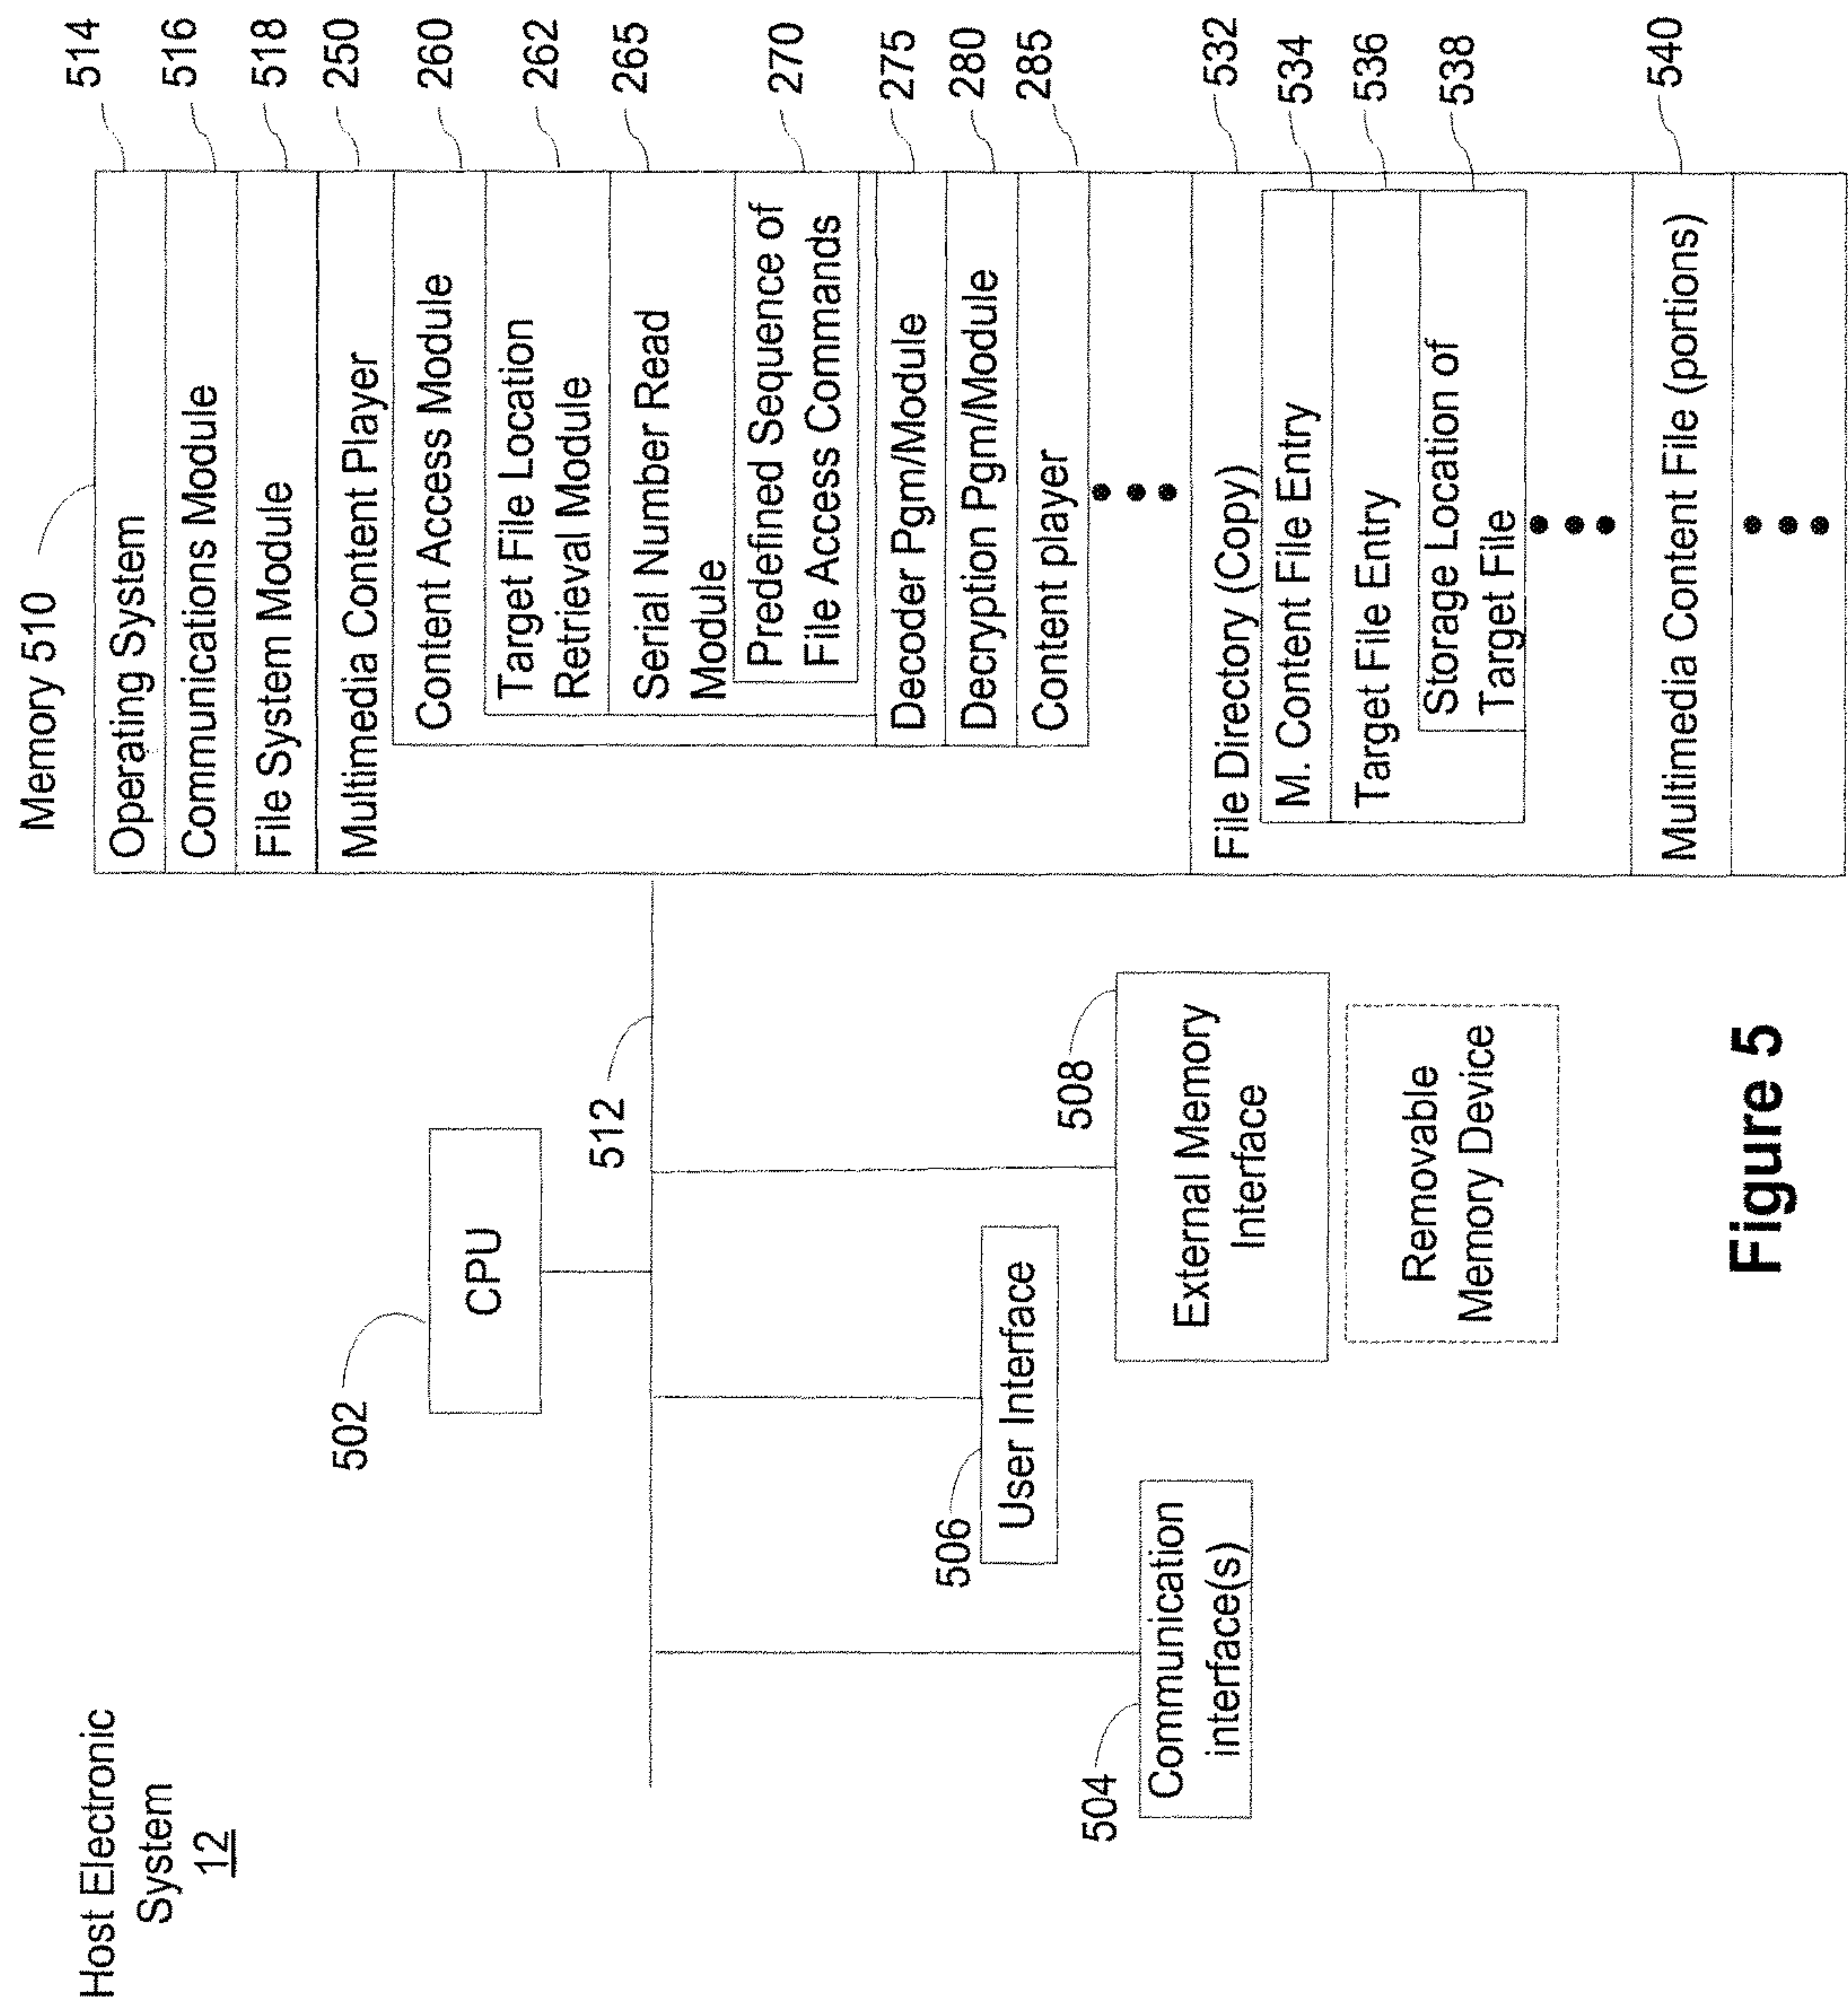 Host Electronic
System
12
Memory 510
Operating System
514
Communications Module
516
File System Module
518
Multimedia Content Player
250
Content Access Module
260
Target File Location
Retrieval Module
262
Serial Number Read
Module
265
Predefined Sequence of
File Access Commands
270
Decoder Pgm/Module
275
Decryption Pgm/Module
280
Content player
285
File Directory (Copy)
532
M. Content File Entry
534
Target File Entry
536
Storage Location of
Target File
538
Multimedia Content File (portions)
540
502
CPU
512
506
User Interface
508
External Memory
Interface
504
Communication
interface(s)
Removable
Memory Device
Figure 5